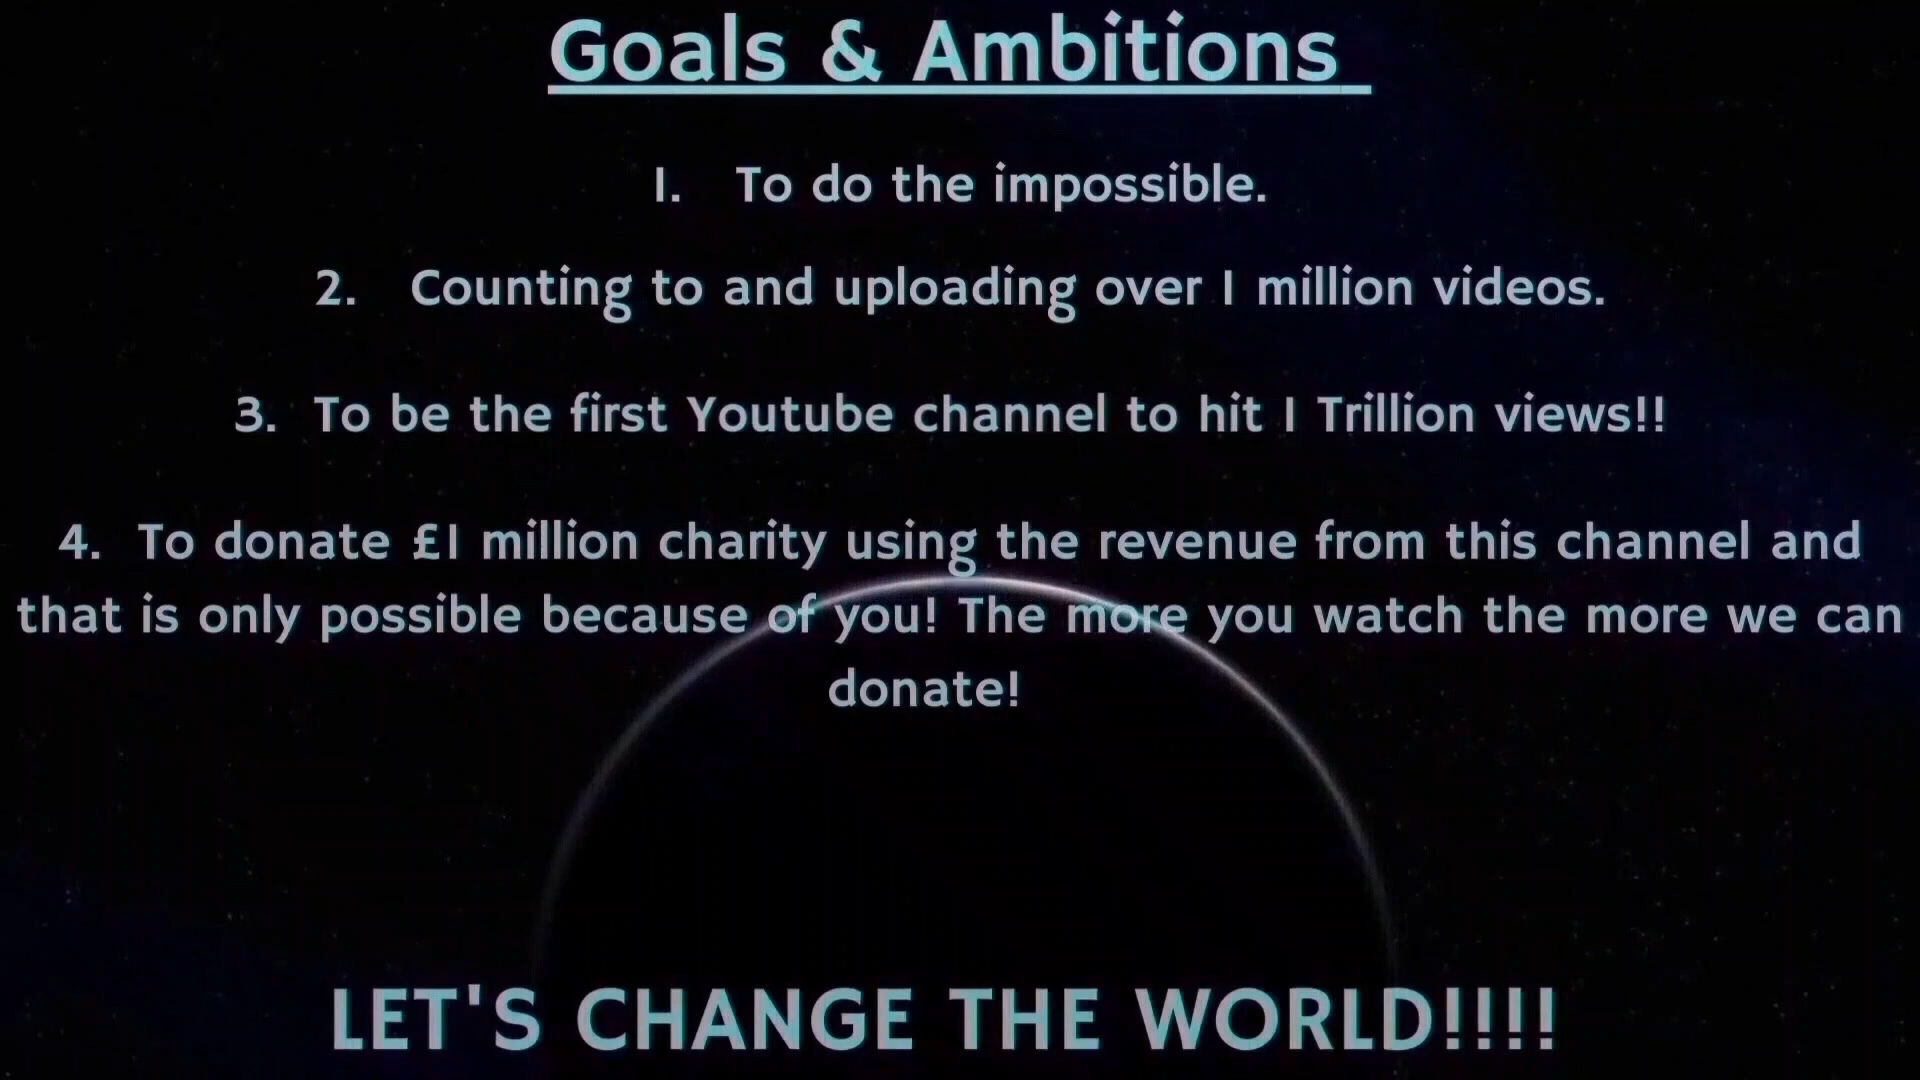 Goals & Ambitions
1. To do the impossible.
2. Counting to and uploading over 1 million videos.
3. To be the first Youtube channel to hit 1 Trillion views!!
4. To donate £1 million charity using the revenue from this channel and
that is only possible because of you! The more you watch the more we can
donate!
LET'S CHANGE THE WORLD!!!!